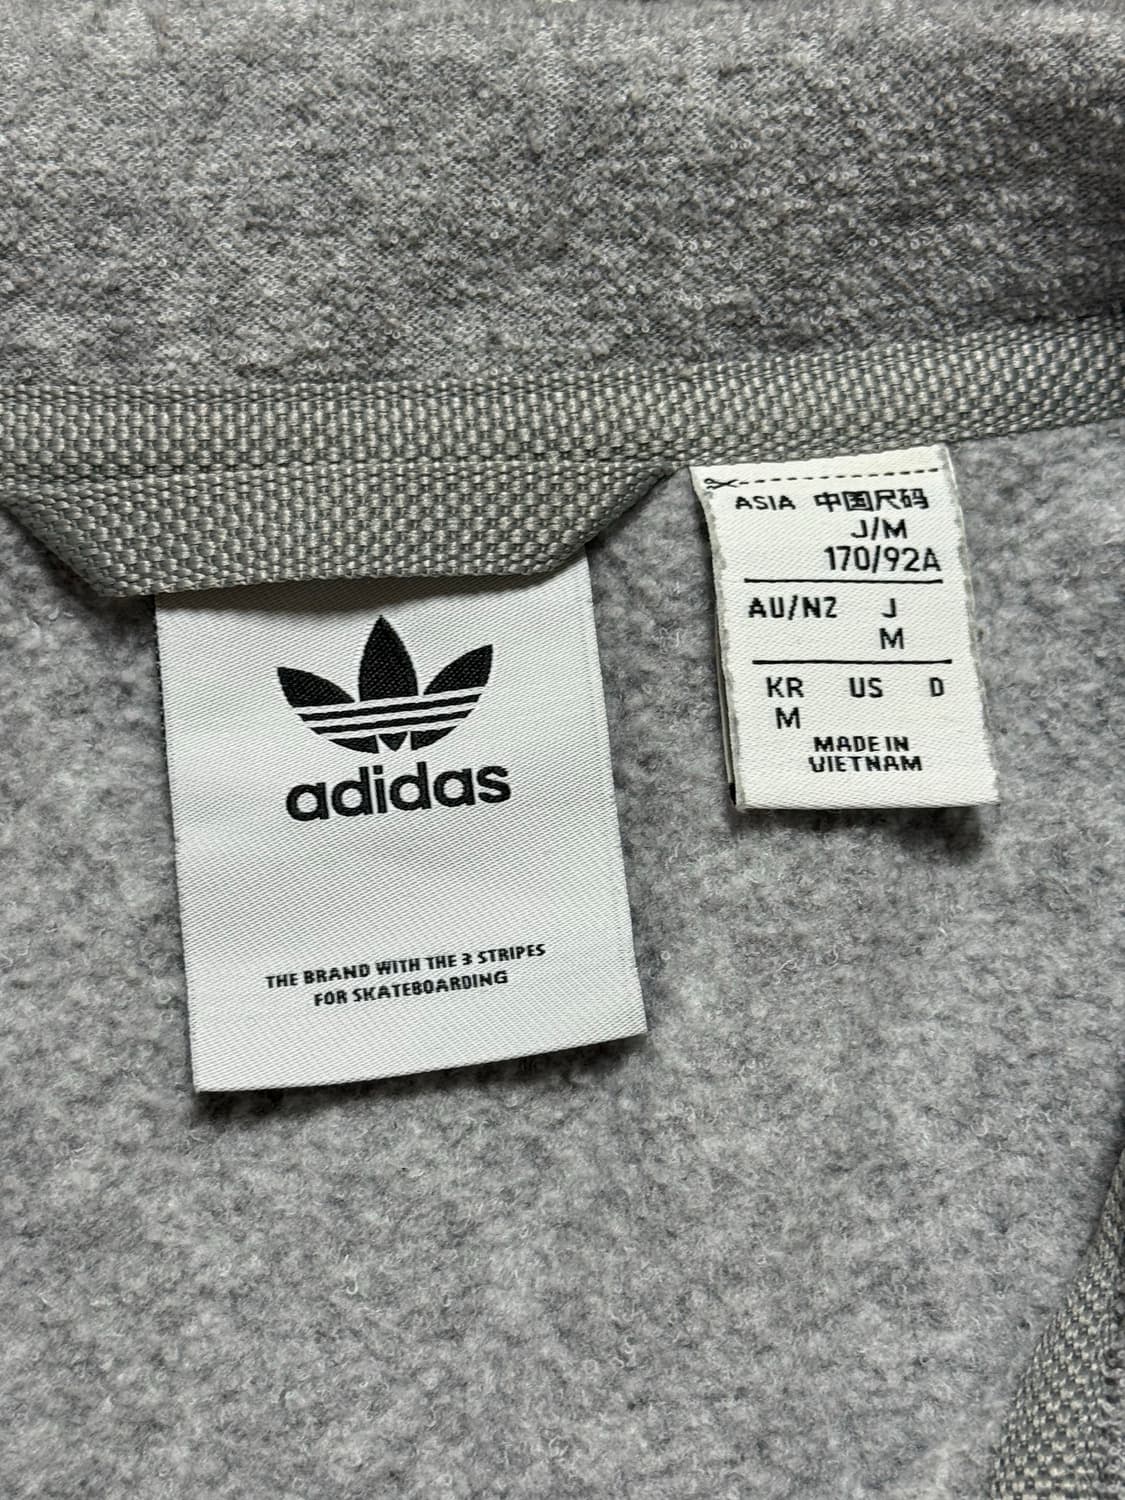 adidas
THE BRAND WITH THE 3 STRIPES
FOR SKATEBOARDING
ASIA 中国尺码
J/M
170/92A
AU/NZ J
M
KR US D
M
MADE IN
VIETNAM